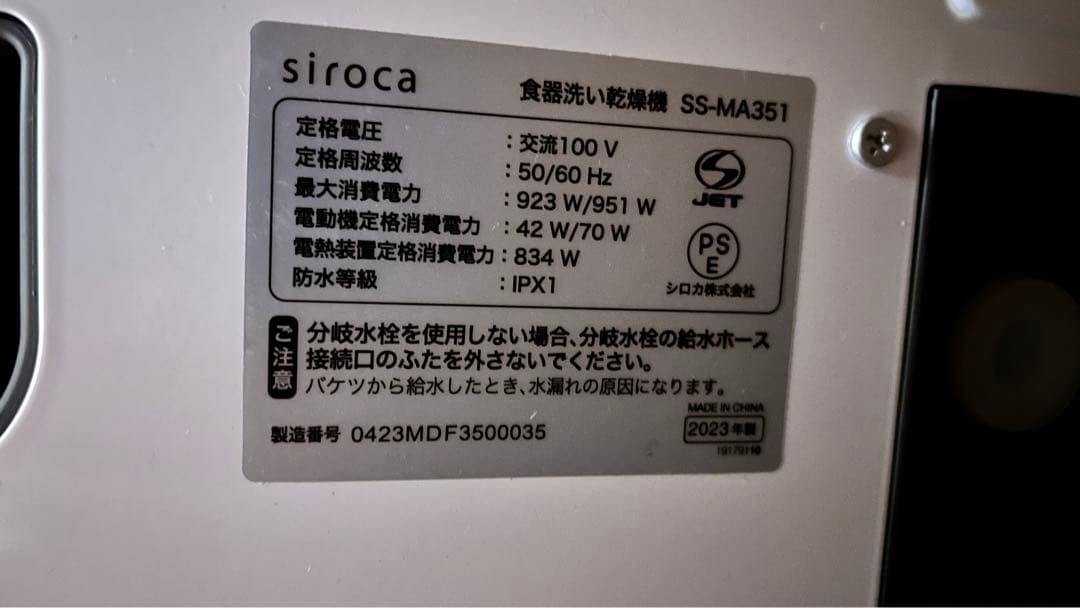 siroca
食器洗い乾燥機 SS-MA351
定格電圧 : 交流100 V
定格周波数 : 50/60 Hz
最大消費電力 : 923 W/951 W
電動機定格消費電力 : 42 W/70 W
電熱装置定格消費電力 : 834 W
防水等級 : IPX1
JET
PS
E
シロカ株式会社
ご注意
分岐水栓を使用しない場合、分岐水栓の給水ホース
接続口のふたを外さないでください。
バケツから給水したとき、水漏れの原因になります。
MADE IN CHINA
製造番号 0423MDF3500035
2023年製